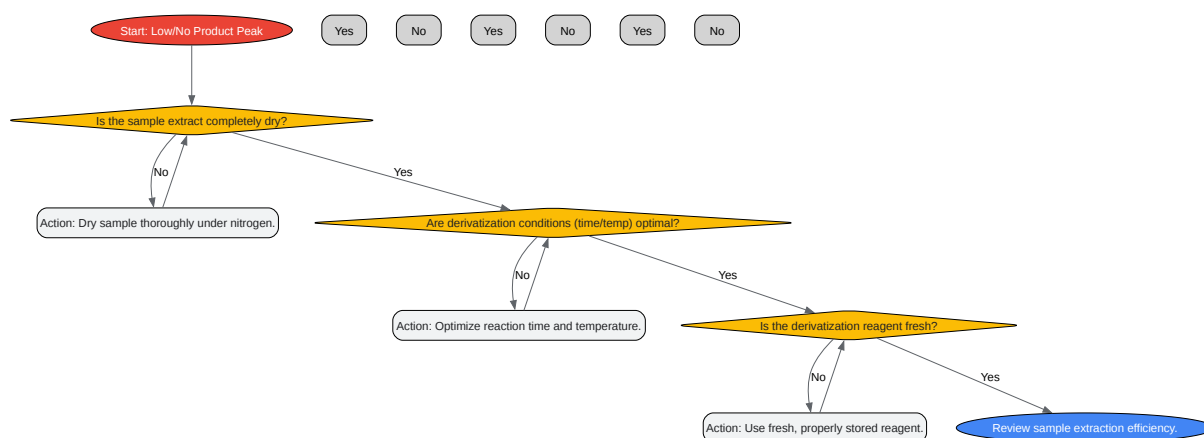 Start: Low/No Product Peak
Yes
No
Yes
No
Yes
No
Is the sample extract completely dry?
No
Yes
Action: Dry sample thoroughly under nitrogen.
Are derivatization conditions (time/temp) optimal?
No
Yes
Action: Optimize reaction time and temperature.
Is the derivatization reagent fresh?
No
Yes
Action: Use fresh, properly stored reagent.
Review sample extraction efficiency.